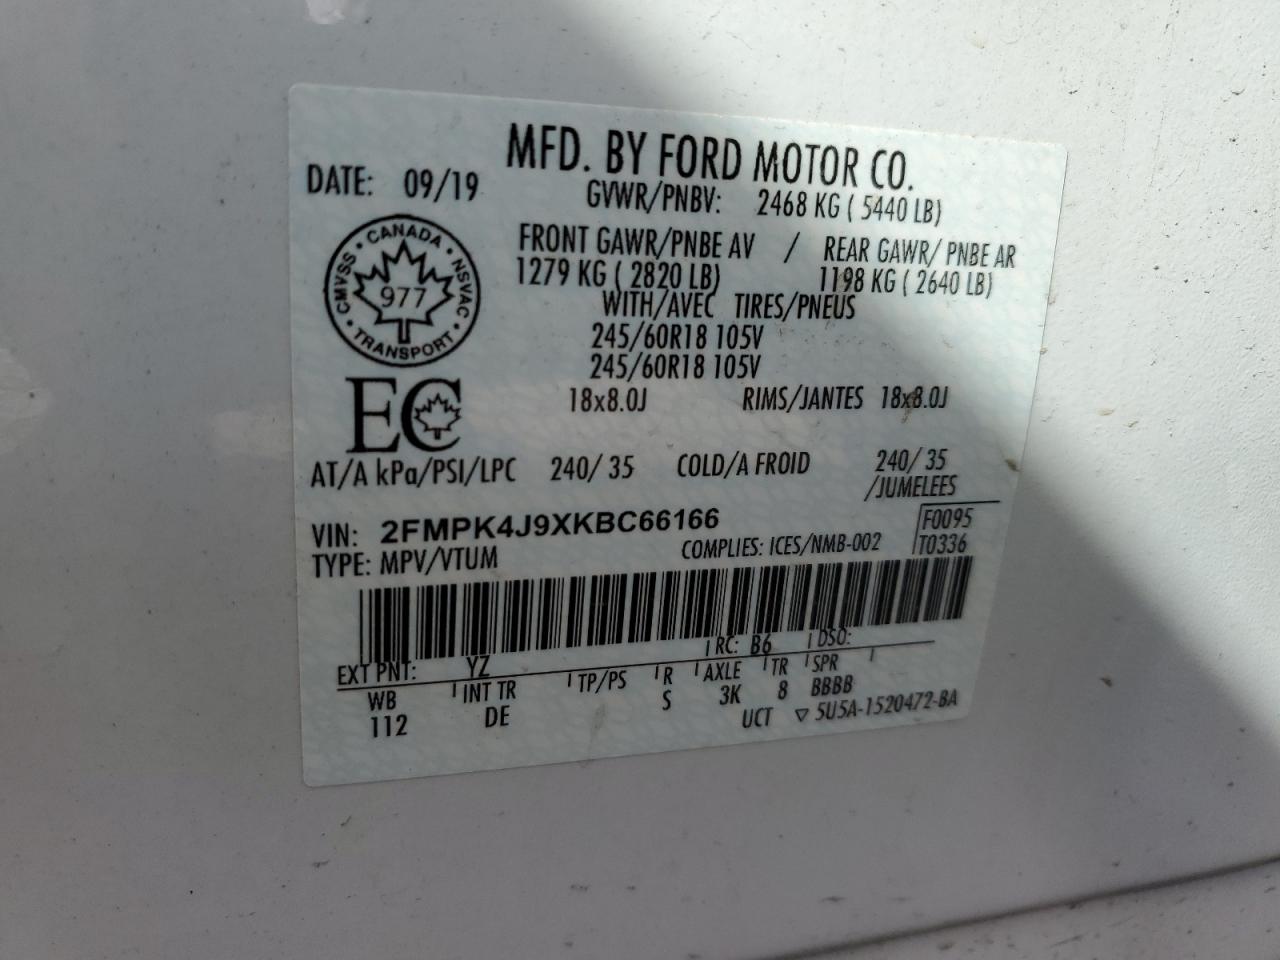 MFD. BY FORD MOTOR CO.
DATE: 09/19
GVWR/PNBV: 2468 KG ( 5440 LB)
FRONT GAWR/PNBE AV / REAR GAWR/ PNBE AR
1279 KG ( 2820 LB) 1198 KG ( 2640 LB)
WITH/AVEC TIRES/PNEUS
245/60R18 105V
245/60R18 105V
18x8.0J RIMS/JANTES 18x8.0J
CANADA
CMVSS 977 NSVAC
TRANSPORT
EC
AT/A kPa/PSI/LPC 240/ 35 COLD/A FROID 240/ 35
/JUMELEES
VIN: 2FMPK4J9XKBC66166 F0095
TYPE: MPV/VTUM COMPLIES: ICES/NMB-002 T0336
EXT PNT: YZ RC: B6 DSO:
WB INT TR TP/PS R AXLE TR SPR
112 DE S 3K 8 BBBB
UCT ▽ 5U5A-1520472-BA